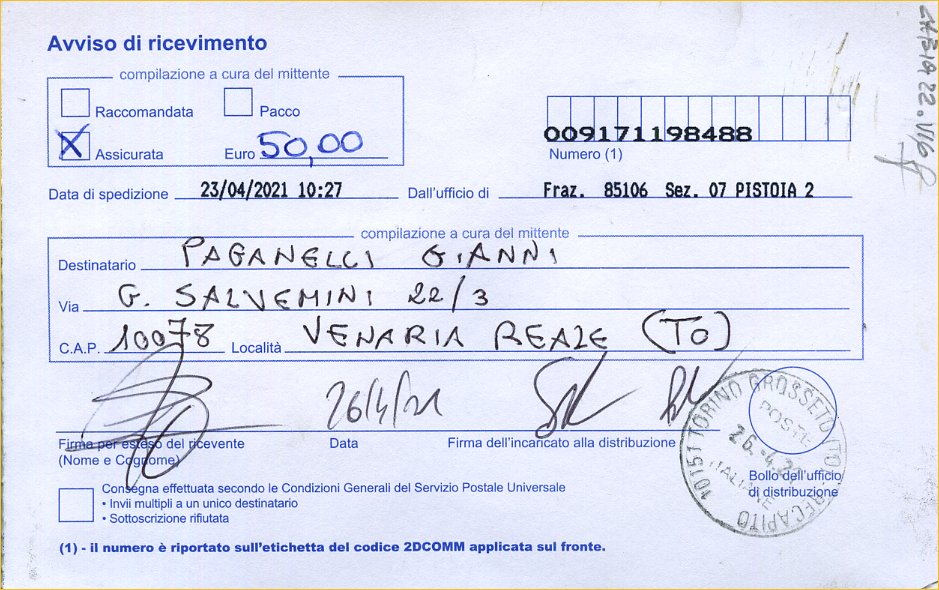 Avviso di ricevimento
compilazione a cura del mittente
Raccomandata Pacco
X Assicurata Euro 50,00
009171198488
Numero (1)
Data di spedizione 23/04/2021 10:27 Dall'ufficio di Fraz. 85106 Sez. 07 PISTOIA 2
compilazione a cura del mittente
Destinatario PAGANELLI GIANNI
Via G. SALVEMINI 22/3
C.A.P. 10078 Località VENARIA REALE (TO)
26/4/21
Firma per esteso del ricevente Data Firma dell'incaricato alla distribuzione
(Nome e Cognome)
Bollo dell'ufficio
di distribuzione
10151 TORINO GROSSETO RECAPITO
POSTE
26.-4.2
ITALIANE
Consegna effettuata secondo le Condizioni Generali del Servizio Postale Universale
• Invii multipli a un unico destinatario
• Sottoscrizione rifiutata
(1) - il numero è riportato sull'etichetta del codice 2DCOMM applicata sul fronte.